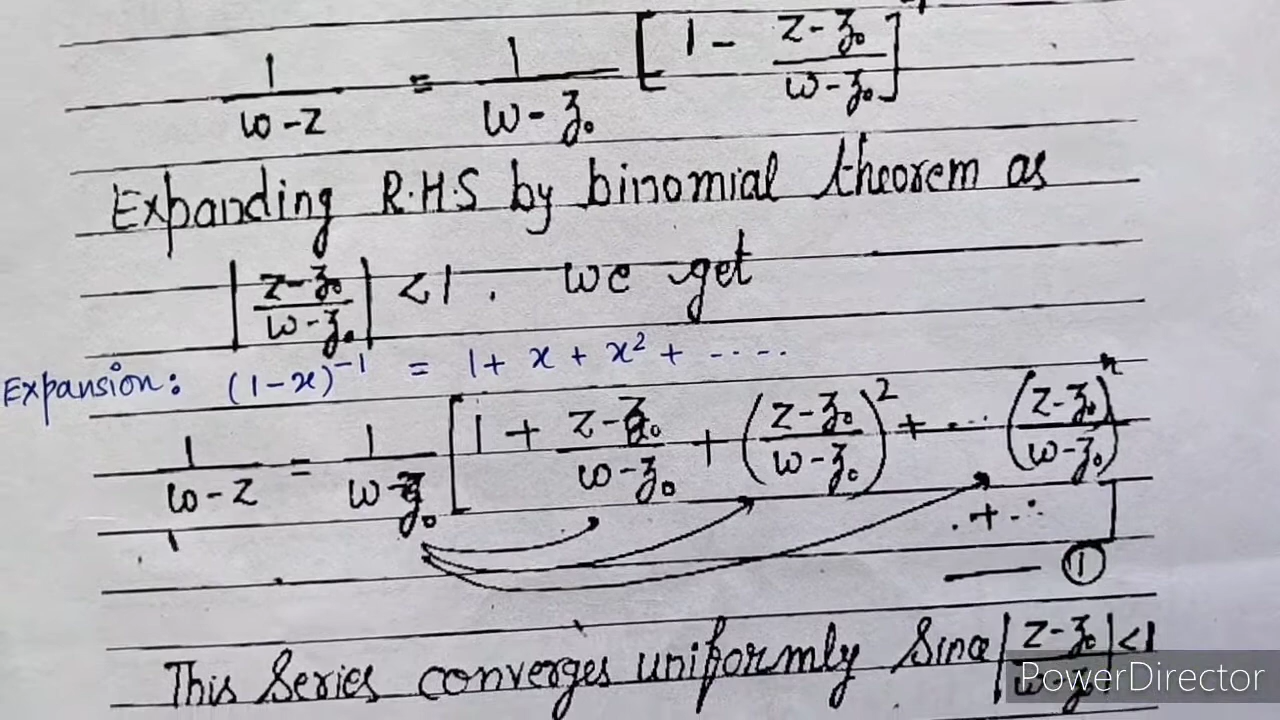 1/(w-z) = 1/(w-z₀) [1 - (z-z₀)/(w-z₀)]⁻¹
Expanding R.H.S by binomial theorem as
|(z-z₀)/(w-z₀)| < 1. we get
Expansion: (1-x)⁻¹ = 1 + x + x² + ·····
1/(w-z) = 1/(w-z₀) [1 + (z-z₀)/(w-z₀) + ((z-z₀)/(w-z₀))² + ... ((z-z₀)/(w-z₀))ⁿ
.+..·]
— ①
This Series converges uniformly Since |(z-z₀)/(w-z₀)| < 1
PowerDirector